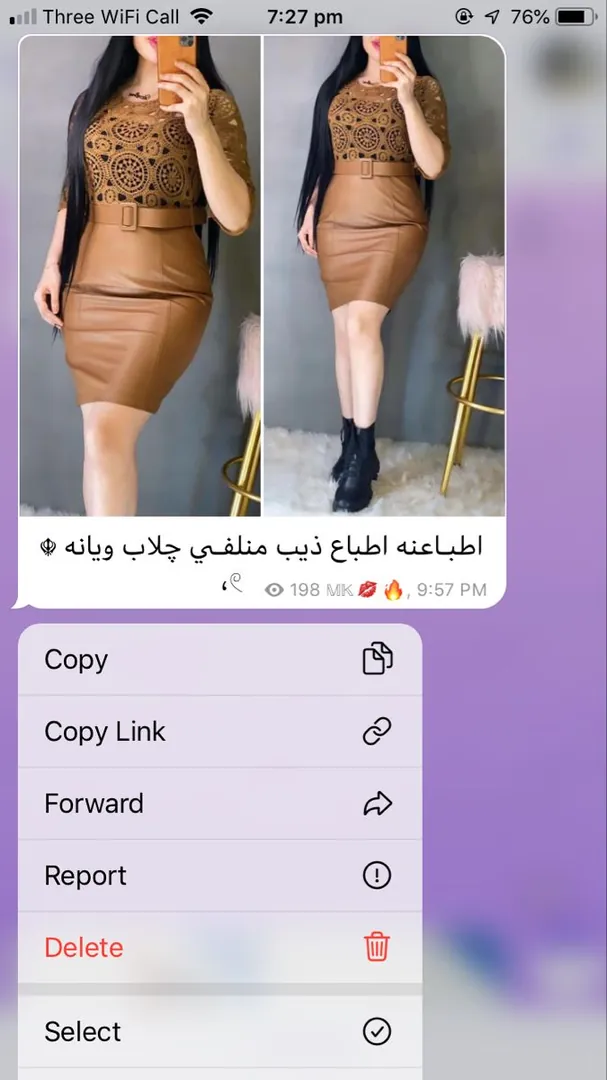 Three WiFi Call 7:27 pm 76%
اطبـاعنه اطباع ذيب منلفـي چلاب ويانه ☬
198 𝕄𝕂💋🔥, 9:57 PM
Copy
Copy Link
Forward
Report
Delete
Select